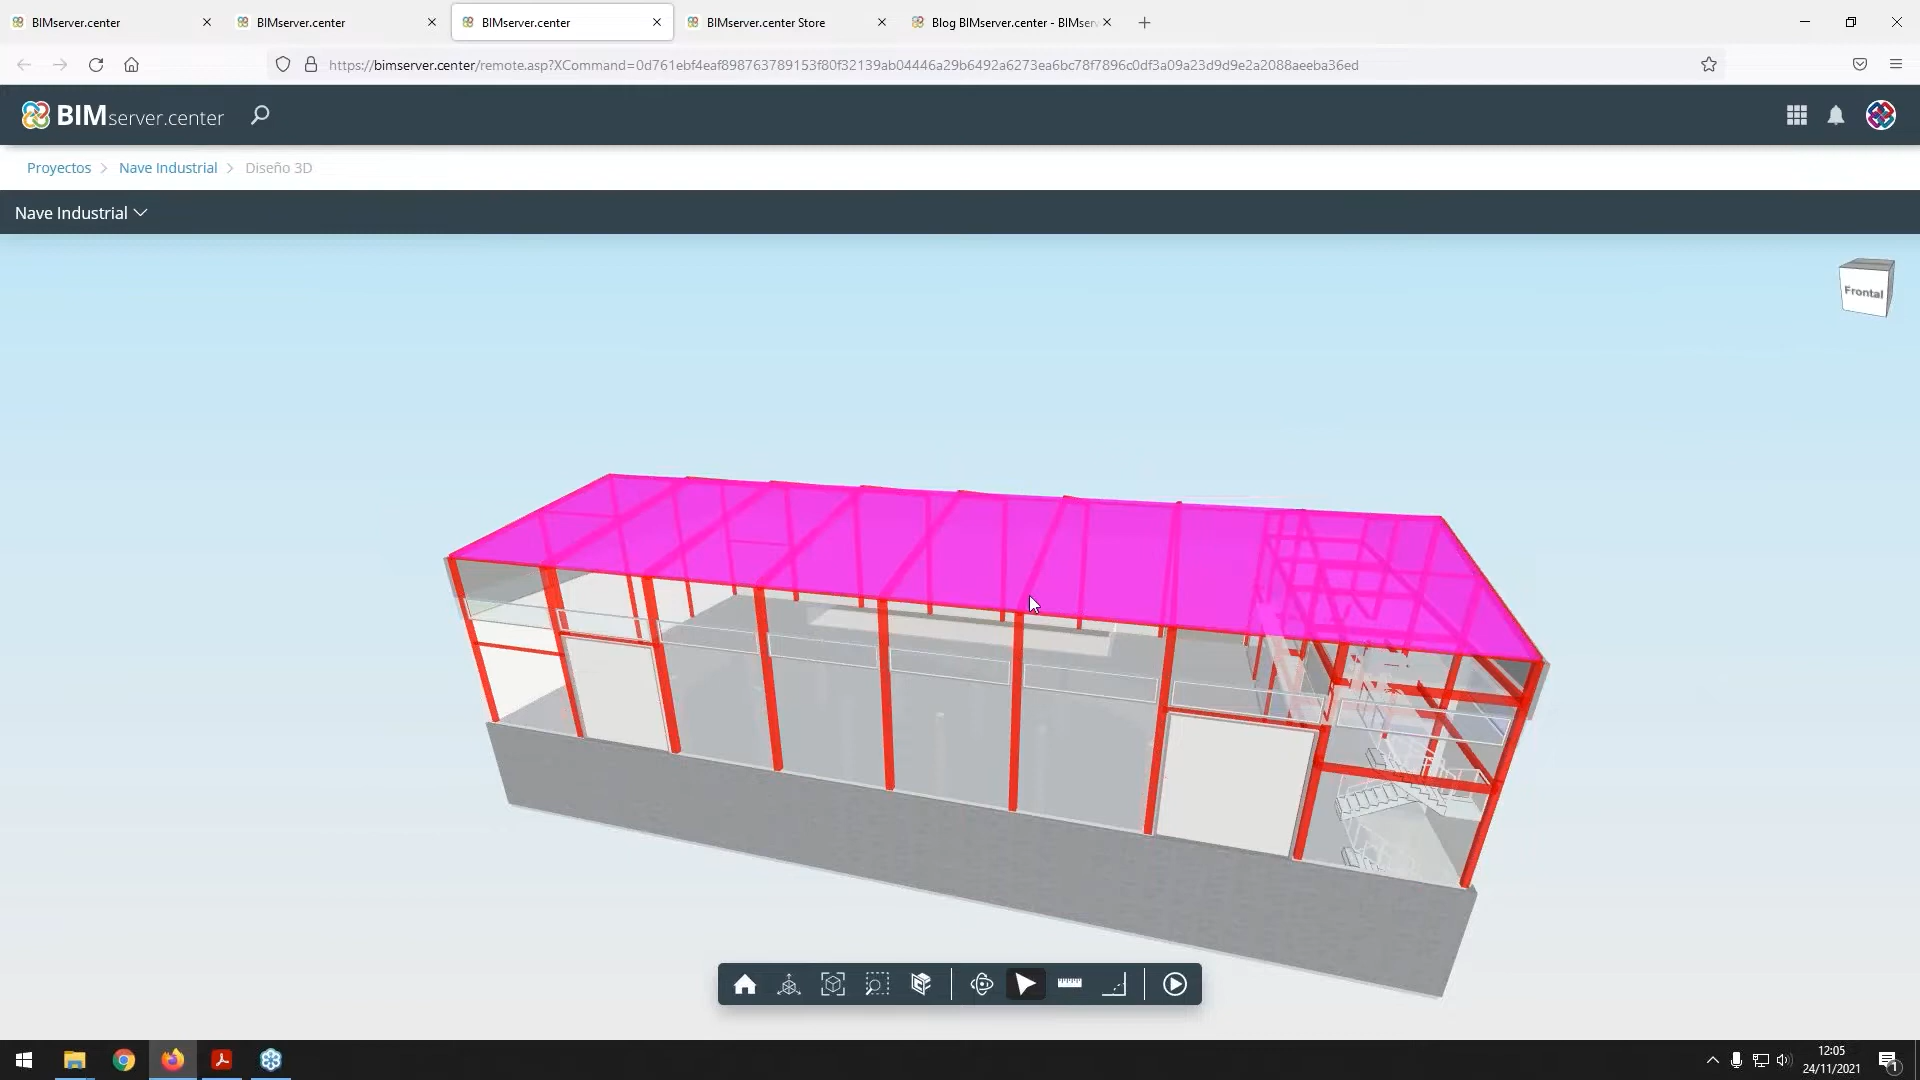 BIMserver.center
BIMserver.center
BIMserver.center
BIMserver.center Store
Blog BIMserver.center - BIMser
https://bimserver.center/remote.asp?XCommand=0d761ebf4eaf898763789153f80f32139ab04446a29b6492a6273ea6bc78f7896c0df3a09a23d9d9e2a2088aeeba36ed
BIMserver.center
Proyectos > Nave Industrial > Diseño 3D
Nave Industrial
Frontal
12:05
24/11/2021
1